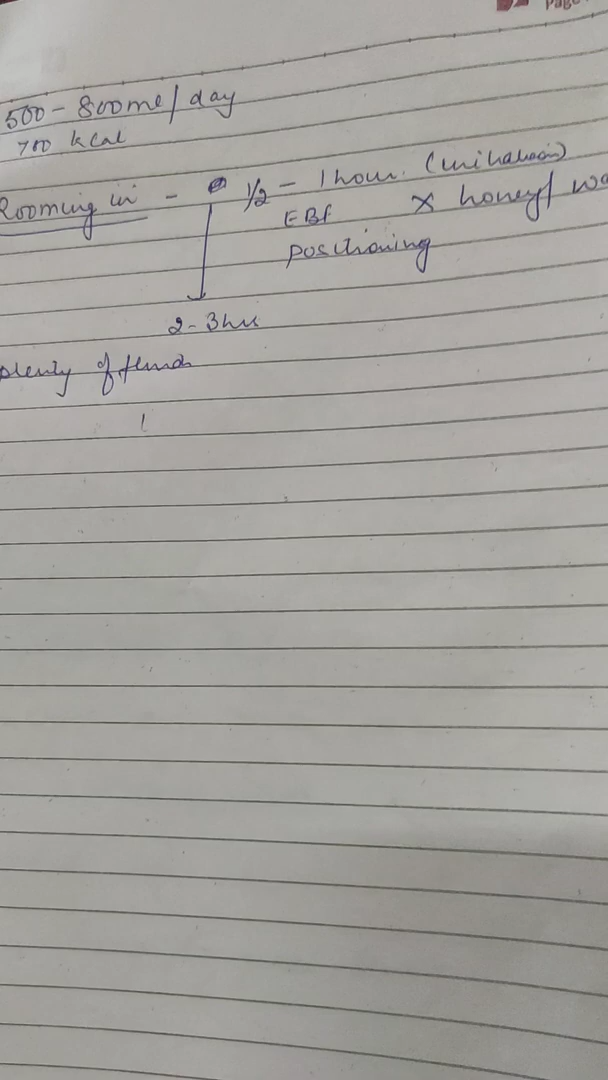 Page
500 - 800ml / day
700 kcal
Rooming in - 1/2 - 1 hour (initiation)
EBF x honey/ wa
positioning
2-3hrs
plenty of